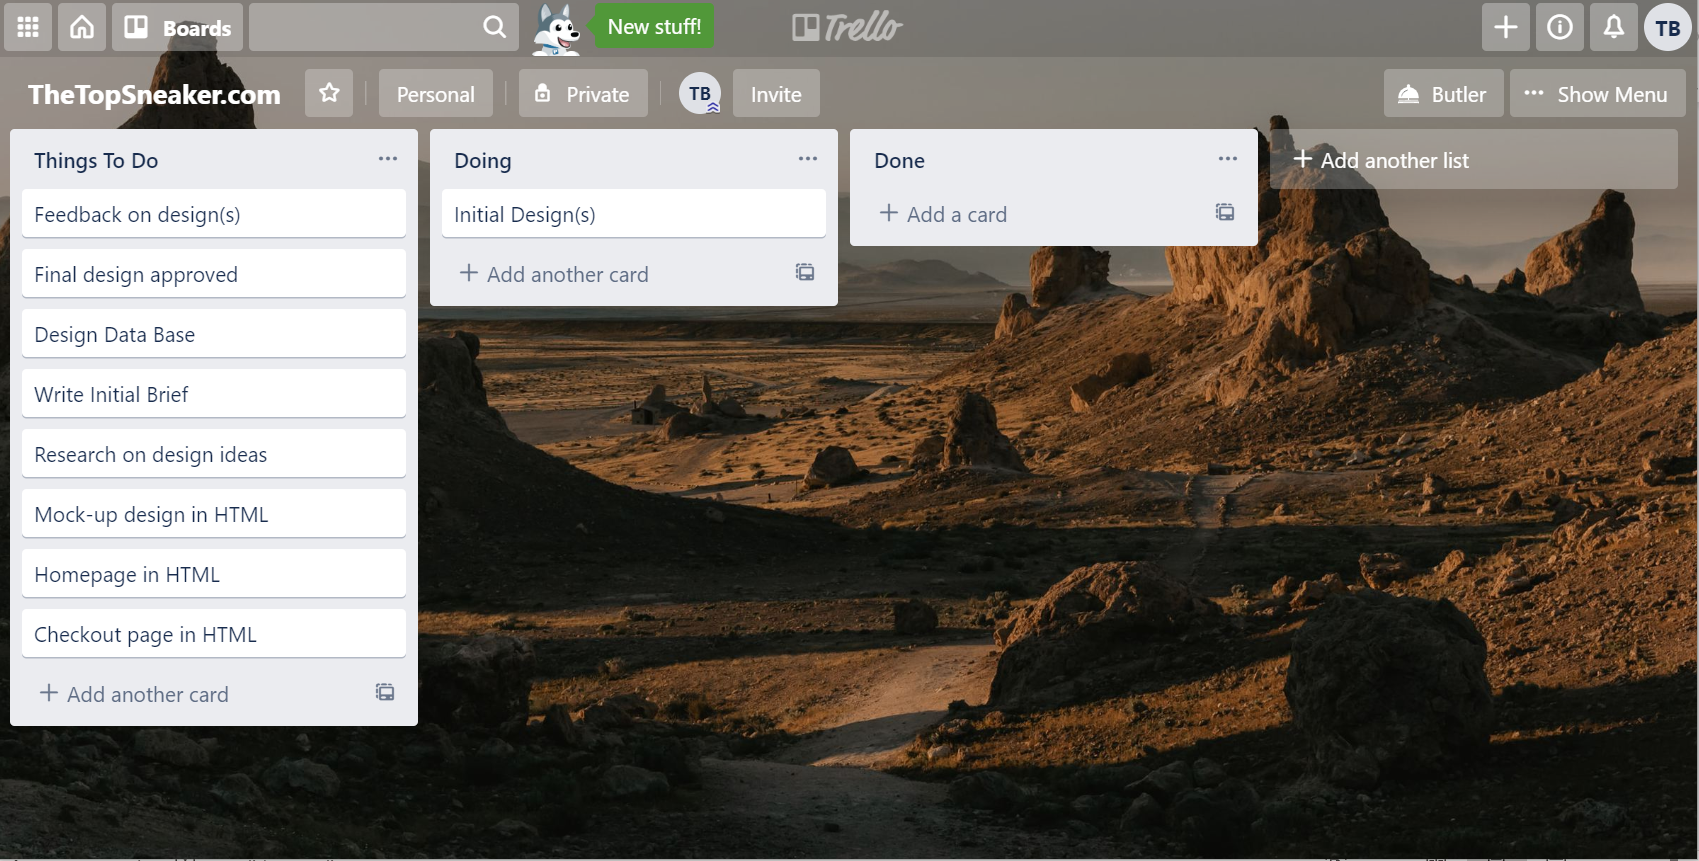 Boards
New stuff!
Trello
TB
TheTopSneaker.com
Personal
Private
TB
Invite
Butler
Show Menu
Things To Do
Feedback on design(s)
Final design approved
Design Data Base
Write Initial Brief
Research on design ideas
Mock-up design in HTML
Homepage in HTML
Checkout page in HTML
Add another card
Doing
Initial Design(s)
Add another card
Done
Add a card
Add another list